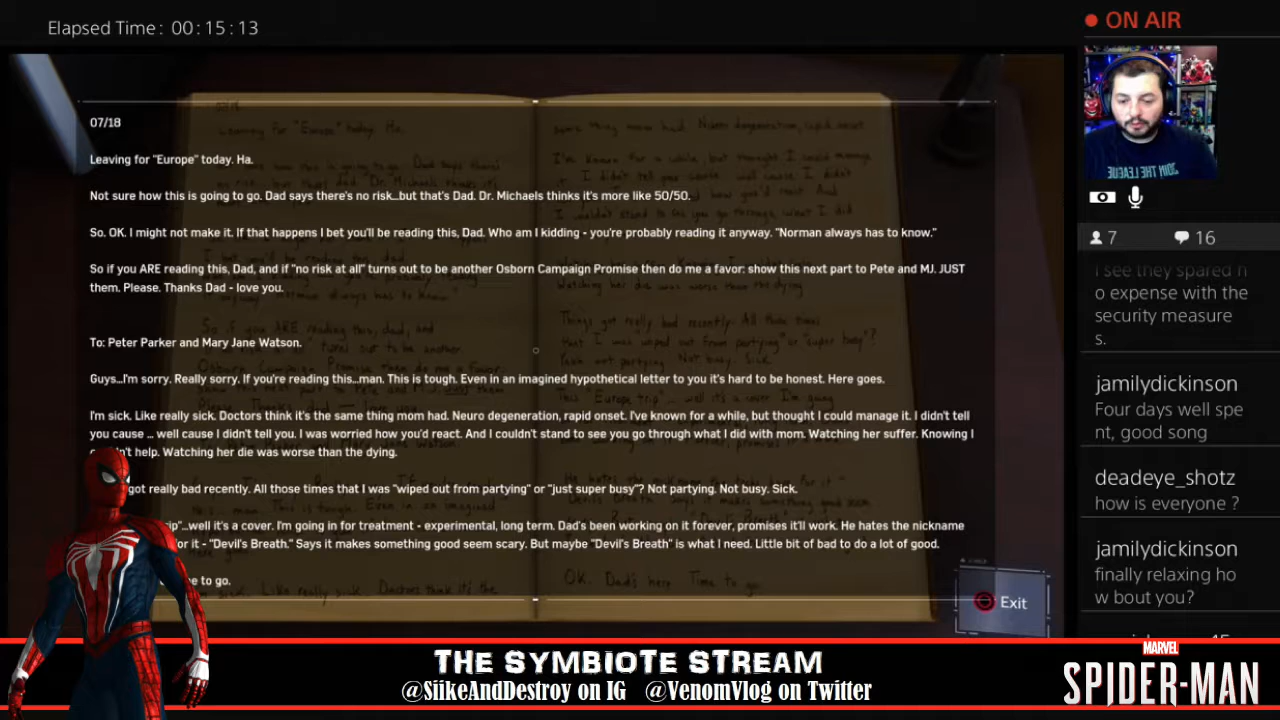 Elapsed Time: 00:15:13
ON AIR
07/18
Leaving for "Europe" today. Ha.
Not sure how this is going to go. Dad says there's no risk...but that's Dad. Dr. Michaels thinks it's more like 50/50.
So. OK. I might not make it. If that happens I bet you'll be reading this, Dad. Who am I kidding - you're probably reading it anyway. "Norman always has to know."
So if you ARE reading this, Dad, and if "no risk at all" turns out to be another Osborn Campaign Promise then do me a favor: show this next part to Pete and MJ. JUST
them. Please. Thanks Dad - love you.
To: Peter Parker and Mary Jane Watson.
Guys...I'm sorry. Really sorry. If you're reading this...man. This is tough. Even in an imagined hypothetical letter to you it's hard to be honest. Here goes.
I'm sick. Like really sick. Doctors think it's the same thing mom had. Neuro degeneration, rapid onset. I've known for a while, but thought I could manage it. I didn't tell
you cause ... well cause I didn't tell you. I was worried how you'd react. And I couldn't stand to see you go through what I did with mom. Watching her suffer. Knowing I
help. Watching her die was worse than the dying.
got really bad recently. All those times that I was "wiped out from partying" or "just super busy"? Not partying. Not busy. Sick.
well it's a cover. I'm going in for treatment - experimental, long term. Dad's been working on it forever, promises it'll work. He hates the nickname
for it - "Devil's Breath." Says it makes something good seem scary. But maybe "Devil's Breath" is what I need. Little bit of bad to do a lot of good.
to go.
OK. Dad's here. Time to go.
Exit
7 16
I see they spared n
o expense with the
security measure
s.
jamilydickinson
Four days well spe
nt, good song
deadeye_shotz
how is everyone ?
jamilydickinson
finally relaxing ho
w bout you?
THE SYMBIOTE STREAM
@SiikeAndDestroy on IG @VenomVlog on Twitter
MARVEL
SPIDER-MAN